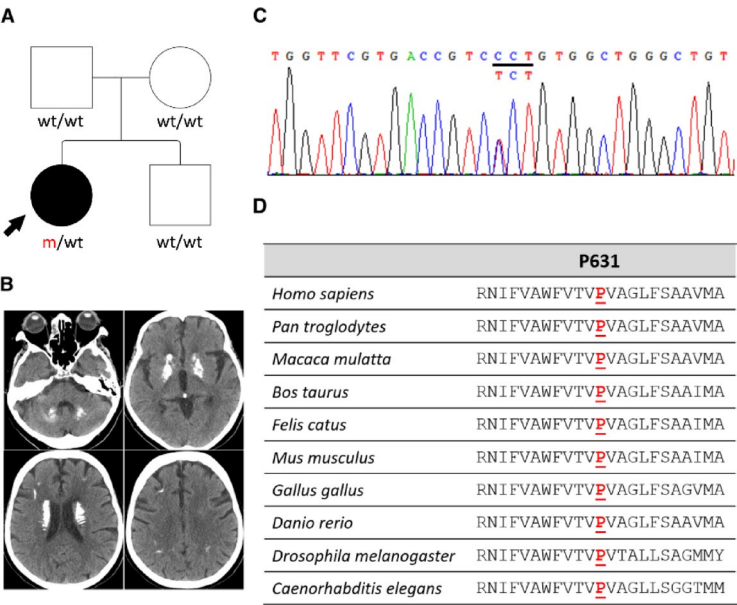 A
wt/wt
wt/wt
m/wt
wt/wt
B
C
TGGTTCGTGACCGTCCCTGTGGCTGGGCTGT
TCT
D
P631
Homo sapiens RNIFVAWFVTVPVAGLFSAAVMA
Pan troglodytes RNIFVAWFVTVPVAGLFSAAVMA
Macaca mulatta RNIFVAWFVTVPVAGLFSAAVMA
Bos taurus RNIFVAWFVTVPVAGLFSAAIMA
Felis catus RNIFVAWFVTVPVAGLFSAAIMA
Mus musculus RNIFVAWFVTVPVAGLFSAAIMA
Gallus gallus RNIFVAWFVTVPVAGLFSAGVMA
Danio rerio RNIFVAWFVTVPVAGLFSAAVMA
Drosophila melanogaster RNIFVAWFVTVPVTALLSAGMMY
Caenorhabditis elegans RNIFVAWFVTVPVAGLLSGGTMM